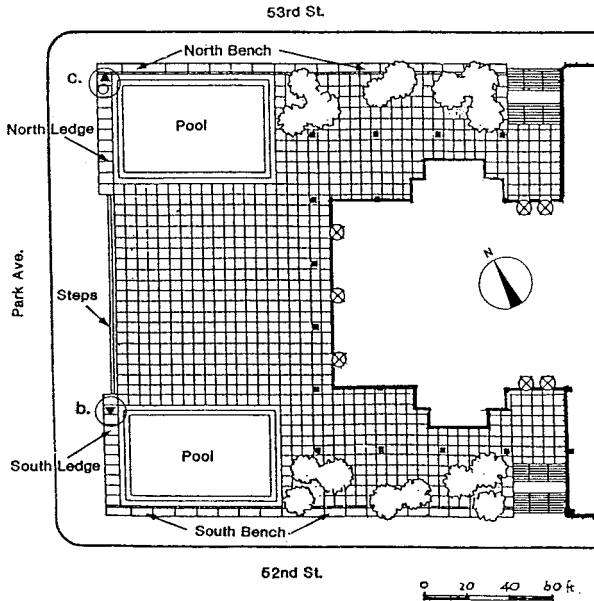 53rd St.
North Bench
c.
Pool
North Ledge
Park Ave.
N
Steps
b.
Pool
South Ledge
South Bench
52nd St.
0 20 40 60 ft.